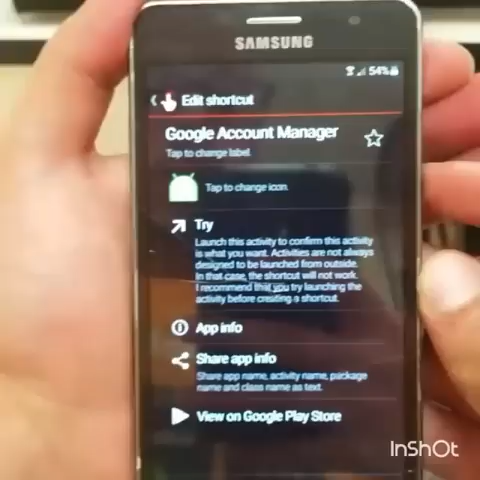 SAMSUNG
54%
Edit shortcut
Google Account Manager
Tap to change label.
Tap to change icon.
Try
Launch this activity to confirm this activity
is what you want. Activities are not always
designed to be launched from outside.
In that case, the shortcut will not work.
I recommend that you try launching the
activity before creating a shortcut.
App info
Share app info
Share app name, activity name, package
name and class name as text.
View on Google Play Store
InShOt